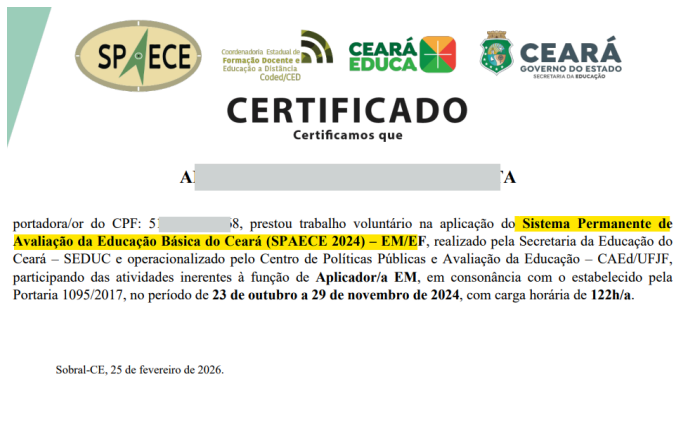 SPAECE
Coordenadoria Estadual de
Formação Docente e
Educação a Distância
Coded/CED
CEARÁ
EDUCA
CEARÁ
GOVERNO DO ESTADO
SECRETARIA DA EDUCAÇÃO
CERTIFICADO
Certificamos que
A
A
portadora/or do CPF: 51 8, prestou trabalho voluntário na aplicação do Sistema Permanente de
Avaliação da Educação Básica do Ceará (SPAECE 2024) – EM/EF, realizado pela Secretaria da Educação do
Ceará – SEDUC e operacionalizado pelo Centro de Políticas Públicas e Avaliação da Educação – CAEd/UFJF,
participando das atividades inerentes à função de Aplicador/a EM, em consonância com o estabelecido pela
Portaria 1095/2017, no período de 23 de outubro a 29 de novembro de 2024, com carga horária de 122h/a.
Sobral-CE, 25 de fevereiro de 2026.